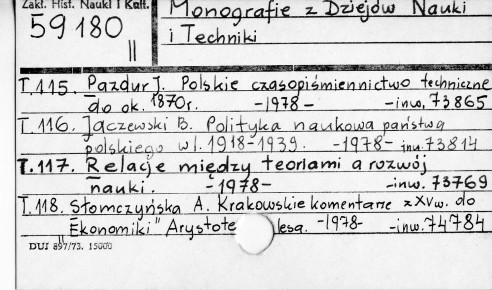 Zakł. Hist. Nauki i Kult.
59180
II
Monografie z Dziejów Nauki
i Techniki
T.115. Pazdur J. Polskie czasopiśmiennictwo techniczne
do ok. 1870r. -1978- -inw. 73865
T.116. Jaczewski B. Polityka naukowa państwa
polskiego w l. 1918-1939. -1978- inw. 73814
T.117. Relacje między teoriami a rozwój
nauki. -1978- -inw. 73769
T.118. Słomczyńska A. Krakowskie komentarze z XVw. do
"Ekonomiki" Arystote lesa. -1978- -inw. 74784
DUJ 897/73. 15000